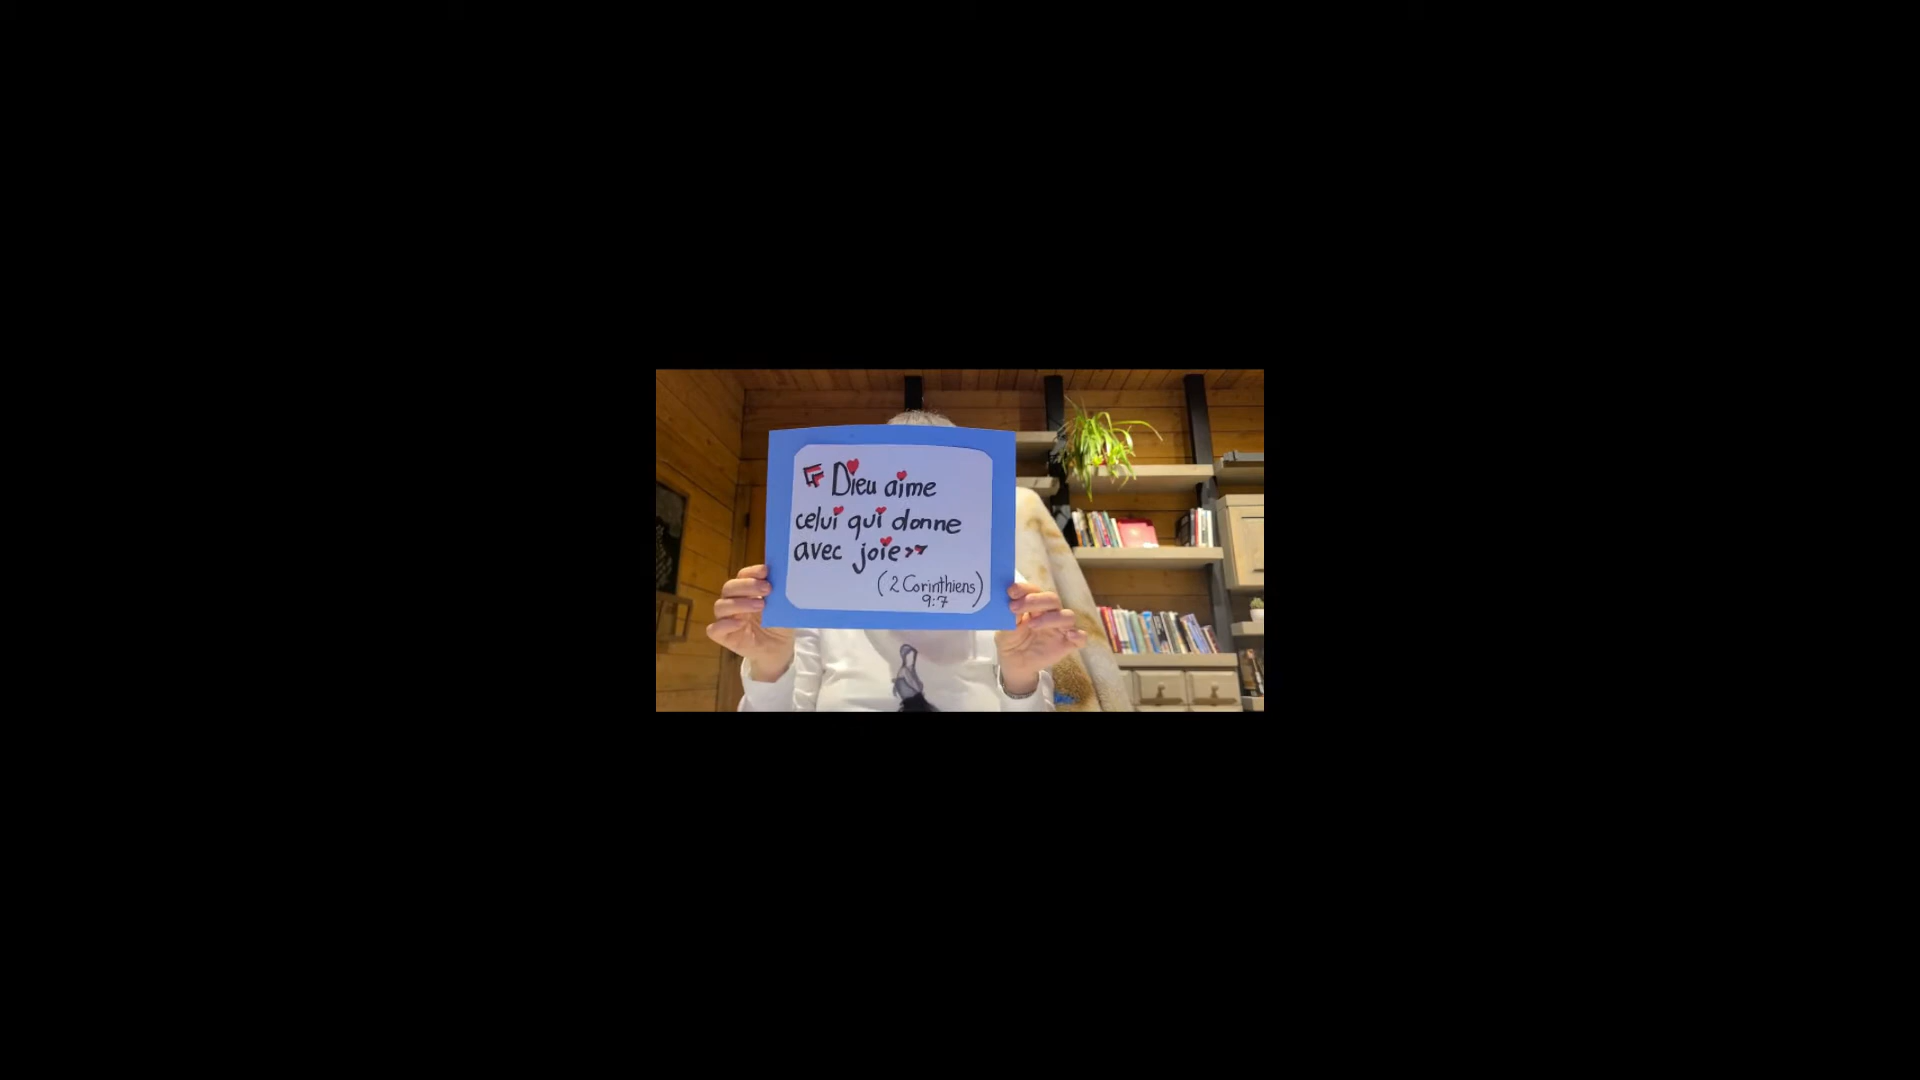 « Dieu aime
celui qui donne
avec joie»
(2 Corinthiens)
9:7